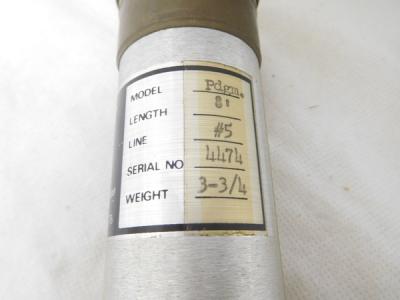 MODEL Pdgm.
LENGTH 8'
LINE #5
SERIAL NO 4474
WEIGHT 3-3/4